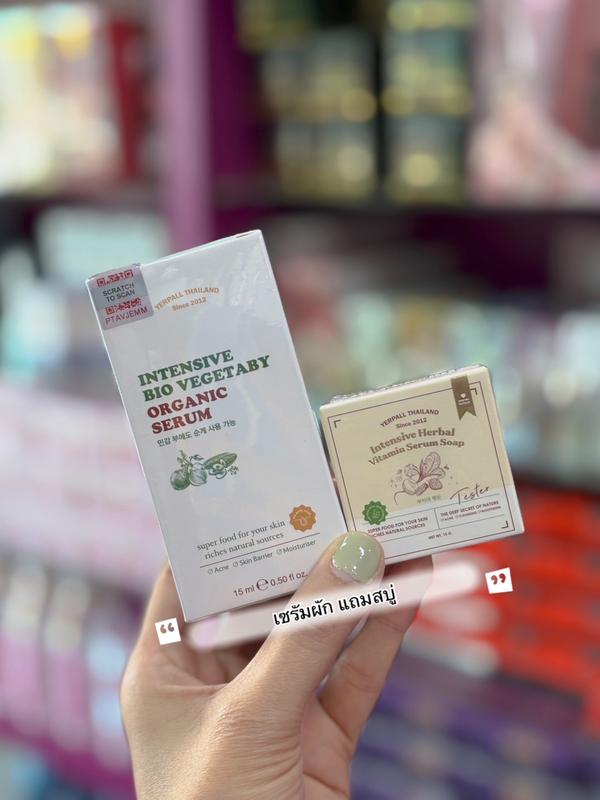 SCRATCH
TO SCAN
PTAVJEMM
YERPALL THAILAND
Since 2012
INTENSIVE
BIO VEGETABY
ORGANIC
SERUM
민감 부에도 순게 사용 가능
super food for your skin
riches natural sources
Acne Skin Barrier Moisturiser
15 ml e 0.50 fl oz.
YERPALL THAILAND
Since 2012
Intensive Herbal
Vitamin Serum Soap
Tester
SUPER FOOD FOR YOUR SKIN
RICHES NATURAL SOURCES
THE DEEP SECRET OF NATURE
NET WT. 15 G.
❝ เซรั่มผัก แถมสบู่ ❞